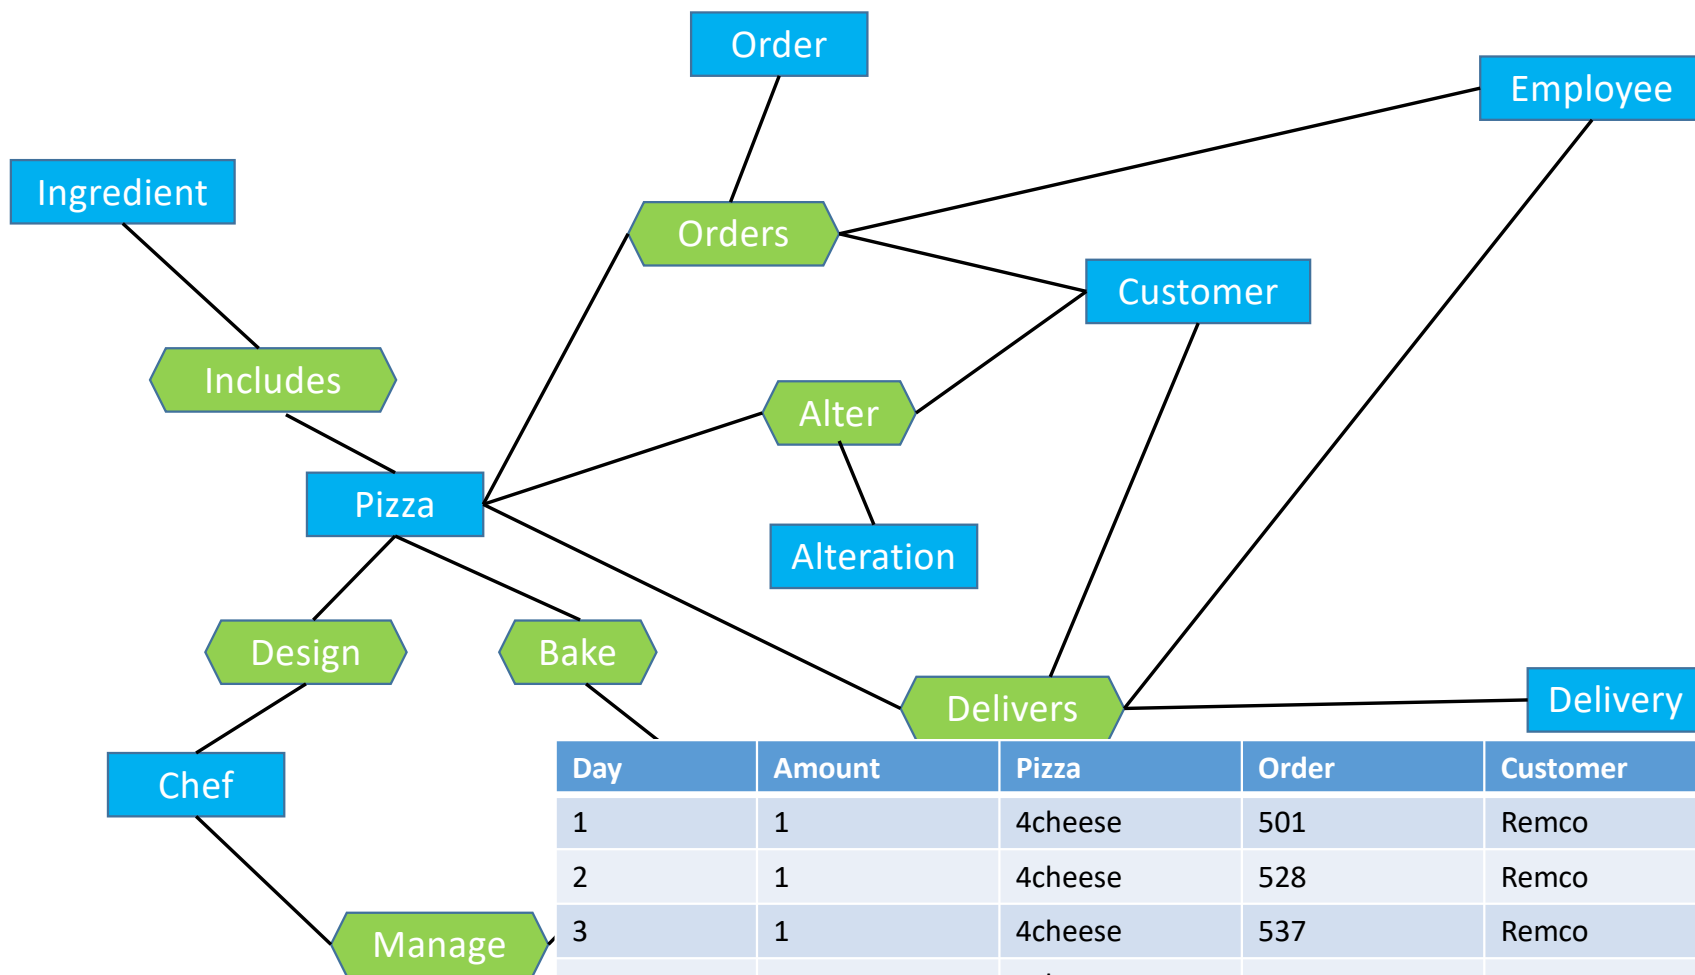 Order
Employee
Ingredient
Orders
Customer
Includes
Alter
Pizza
Alteration
Design
Bake
Delivers
Delivery
Chef
Day Amount Pizza Order Customer
1 1 4cheese 501 Remco
2 1 4cheese 528 Remco
3 1 4cheese 537 Remco
Manage